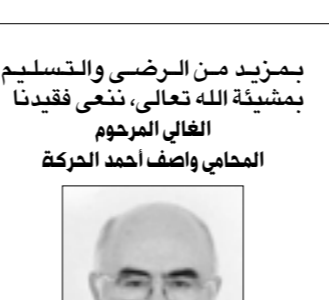 بمزيد من الرضى والتسليم
بمشيئة الله تعالى، ننعى فقيدنا
الغالي المرحوم
المحامي واصف أحمد الحركة